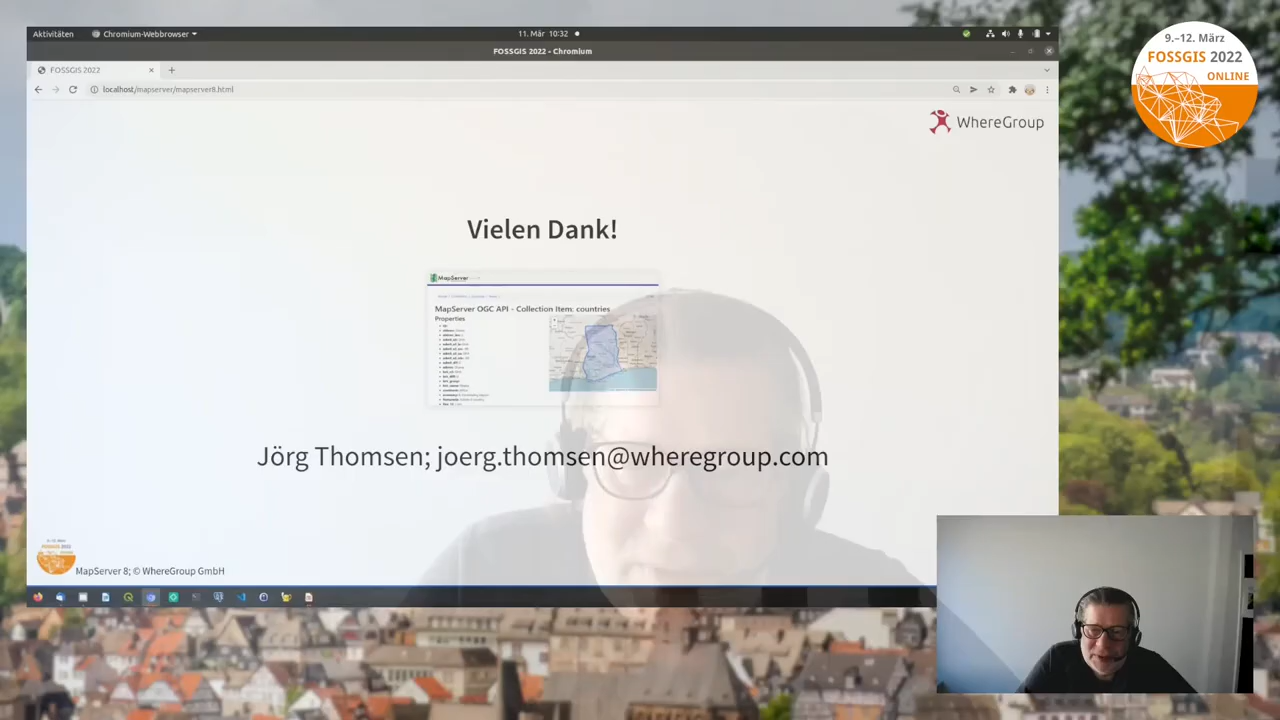 Aktivitäten
Chromium-Webbrowser
11. Mär 10:32
FOSSGIS 2022 - Chromium
FOSSGIS 2022
localhost/mapserver/mapserver8.html
9.–12. März
FOSSGIS 2022
ONLINE
WhereGroup
Vielen Dank!
MapServer
MapServer OGC API - Collection Item: countries
Properties
Jörg Thomsen; joerg.thomsen@wheregroup.com
MapServer 8; © WhereGroup GmbH